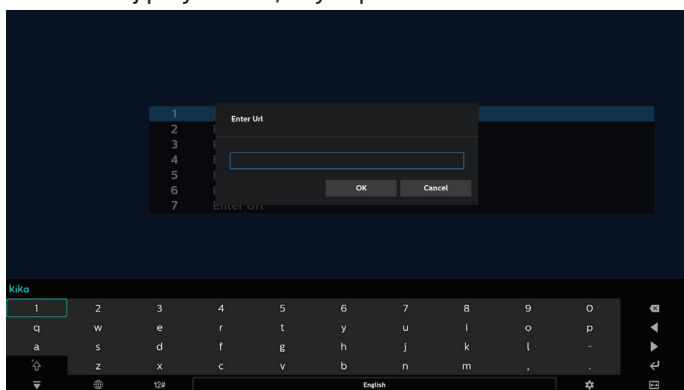 Enter Url
1
2
3
4
5
6
7 Enter Url
OK Cancel
kika
1 2 3 4 5 6 7 8 9 0
q w e r t y u i o p
a s d f g h j k l -
z x c v b n m , .
12# English